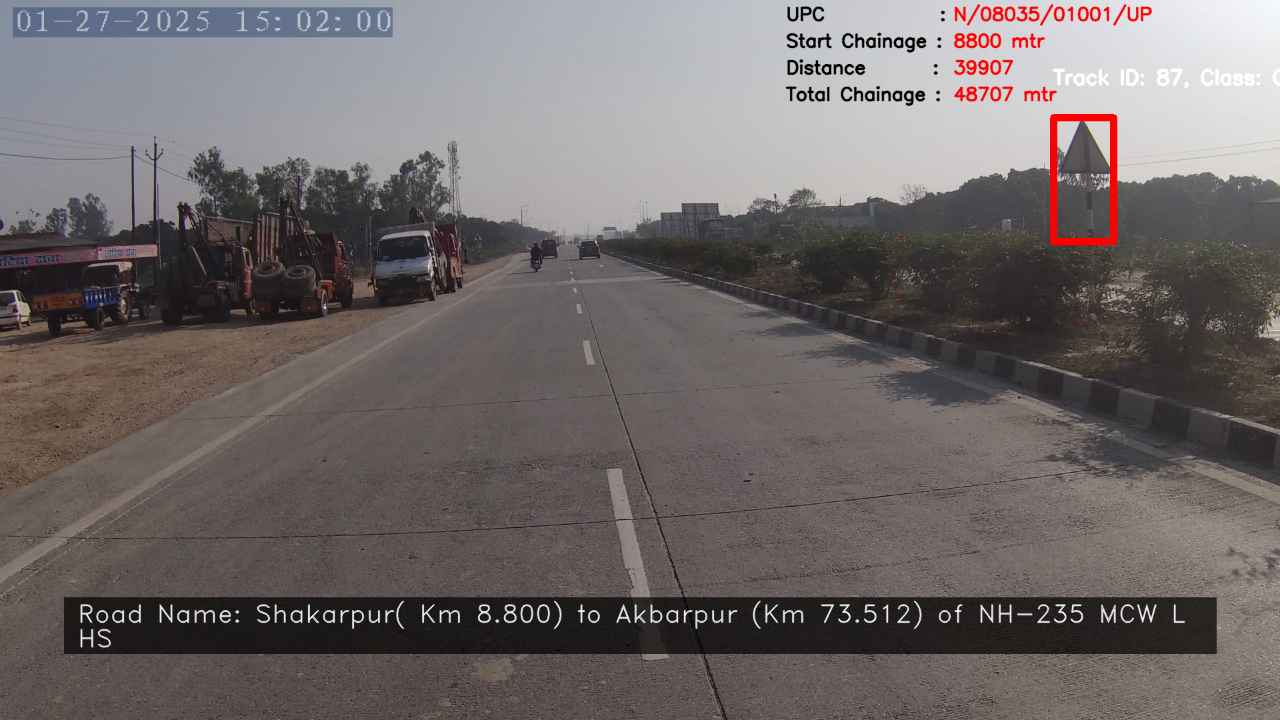 01-27-2025 15:02:00
UPC : N/08035/01001/UP
Start Chainage : 8800 mtr
Distance : 39907
Total Chainage : 48707 mtr
Track ID: 87, Class:
Road Name: Shakarpur( Km 8.800) to Akbarpur (Km 73.512) of NH-235 MCW L
HS